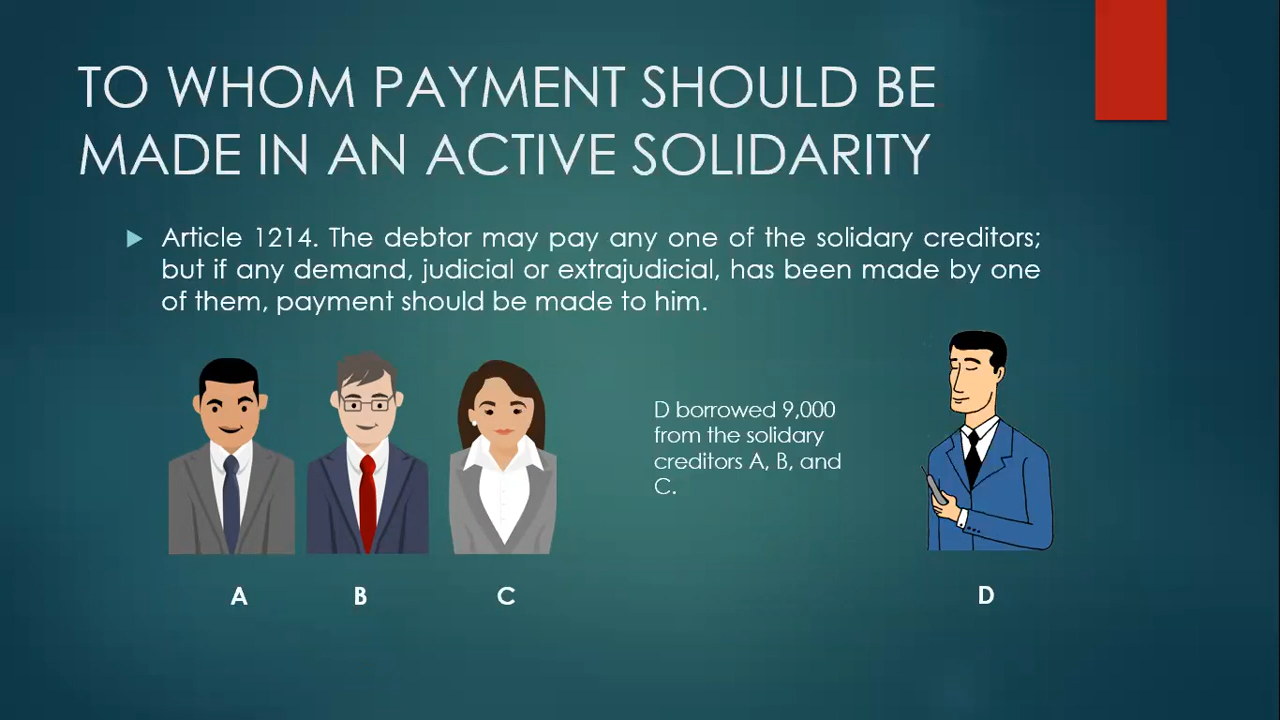 TO WHOM PAYMENT SHOULD BE
MADE IN AN ACTIVE SOLIDARITY
Article 1214. The debtor may pay any one of the solidary creditors;
but if any demand, judicial or extrajudicial, has been made by one
of them, payment should be made to him.
D borrowed 9,000
from the solidary
creditors A, B, and
C.
A B C D